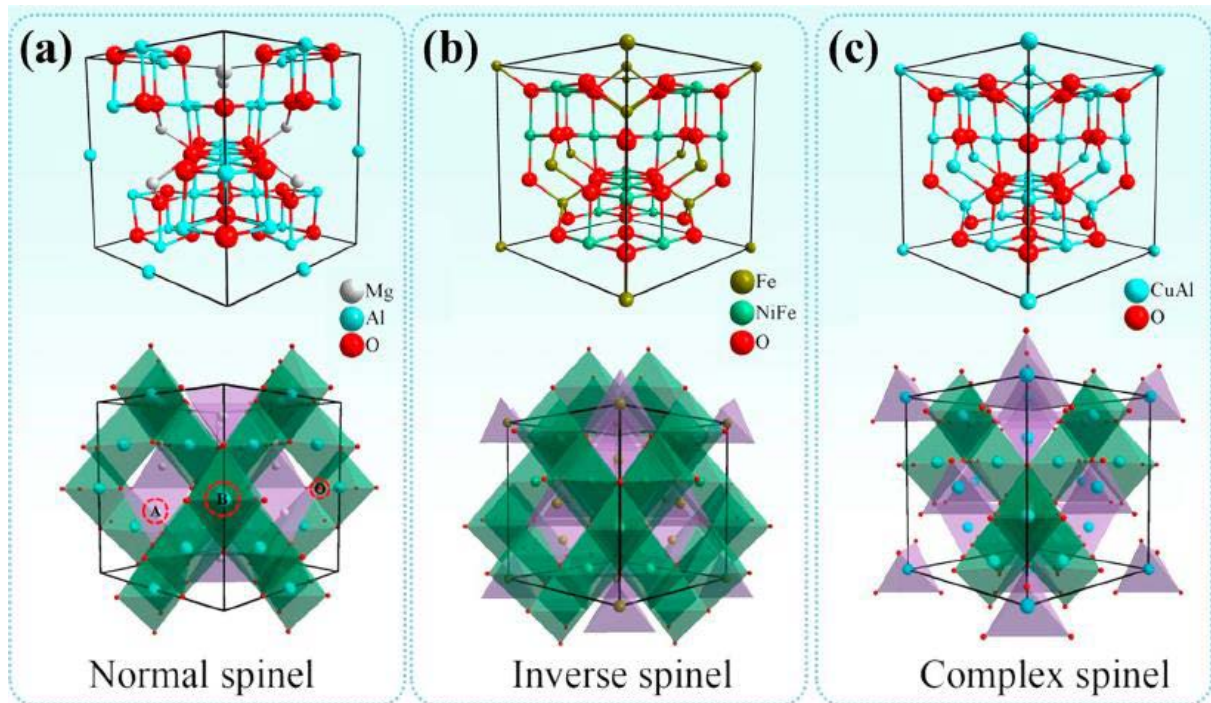 (a)
Mg
Al
O
A
B
O
Normal spinel
(b)
Fe
NiFe
O
Inverse spinel
(c)
CuAl
O
Complex spinel